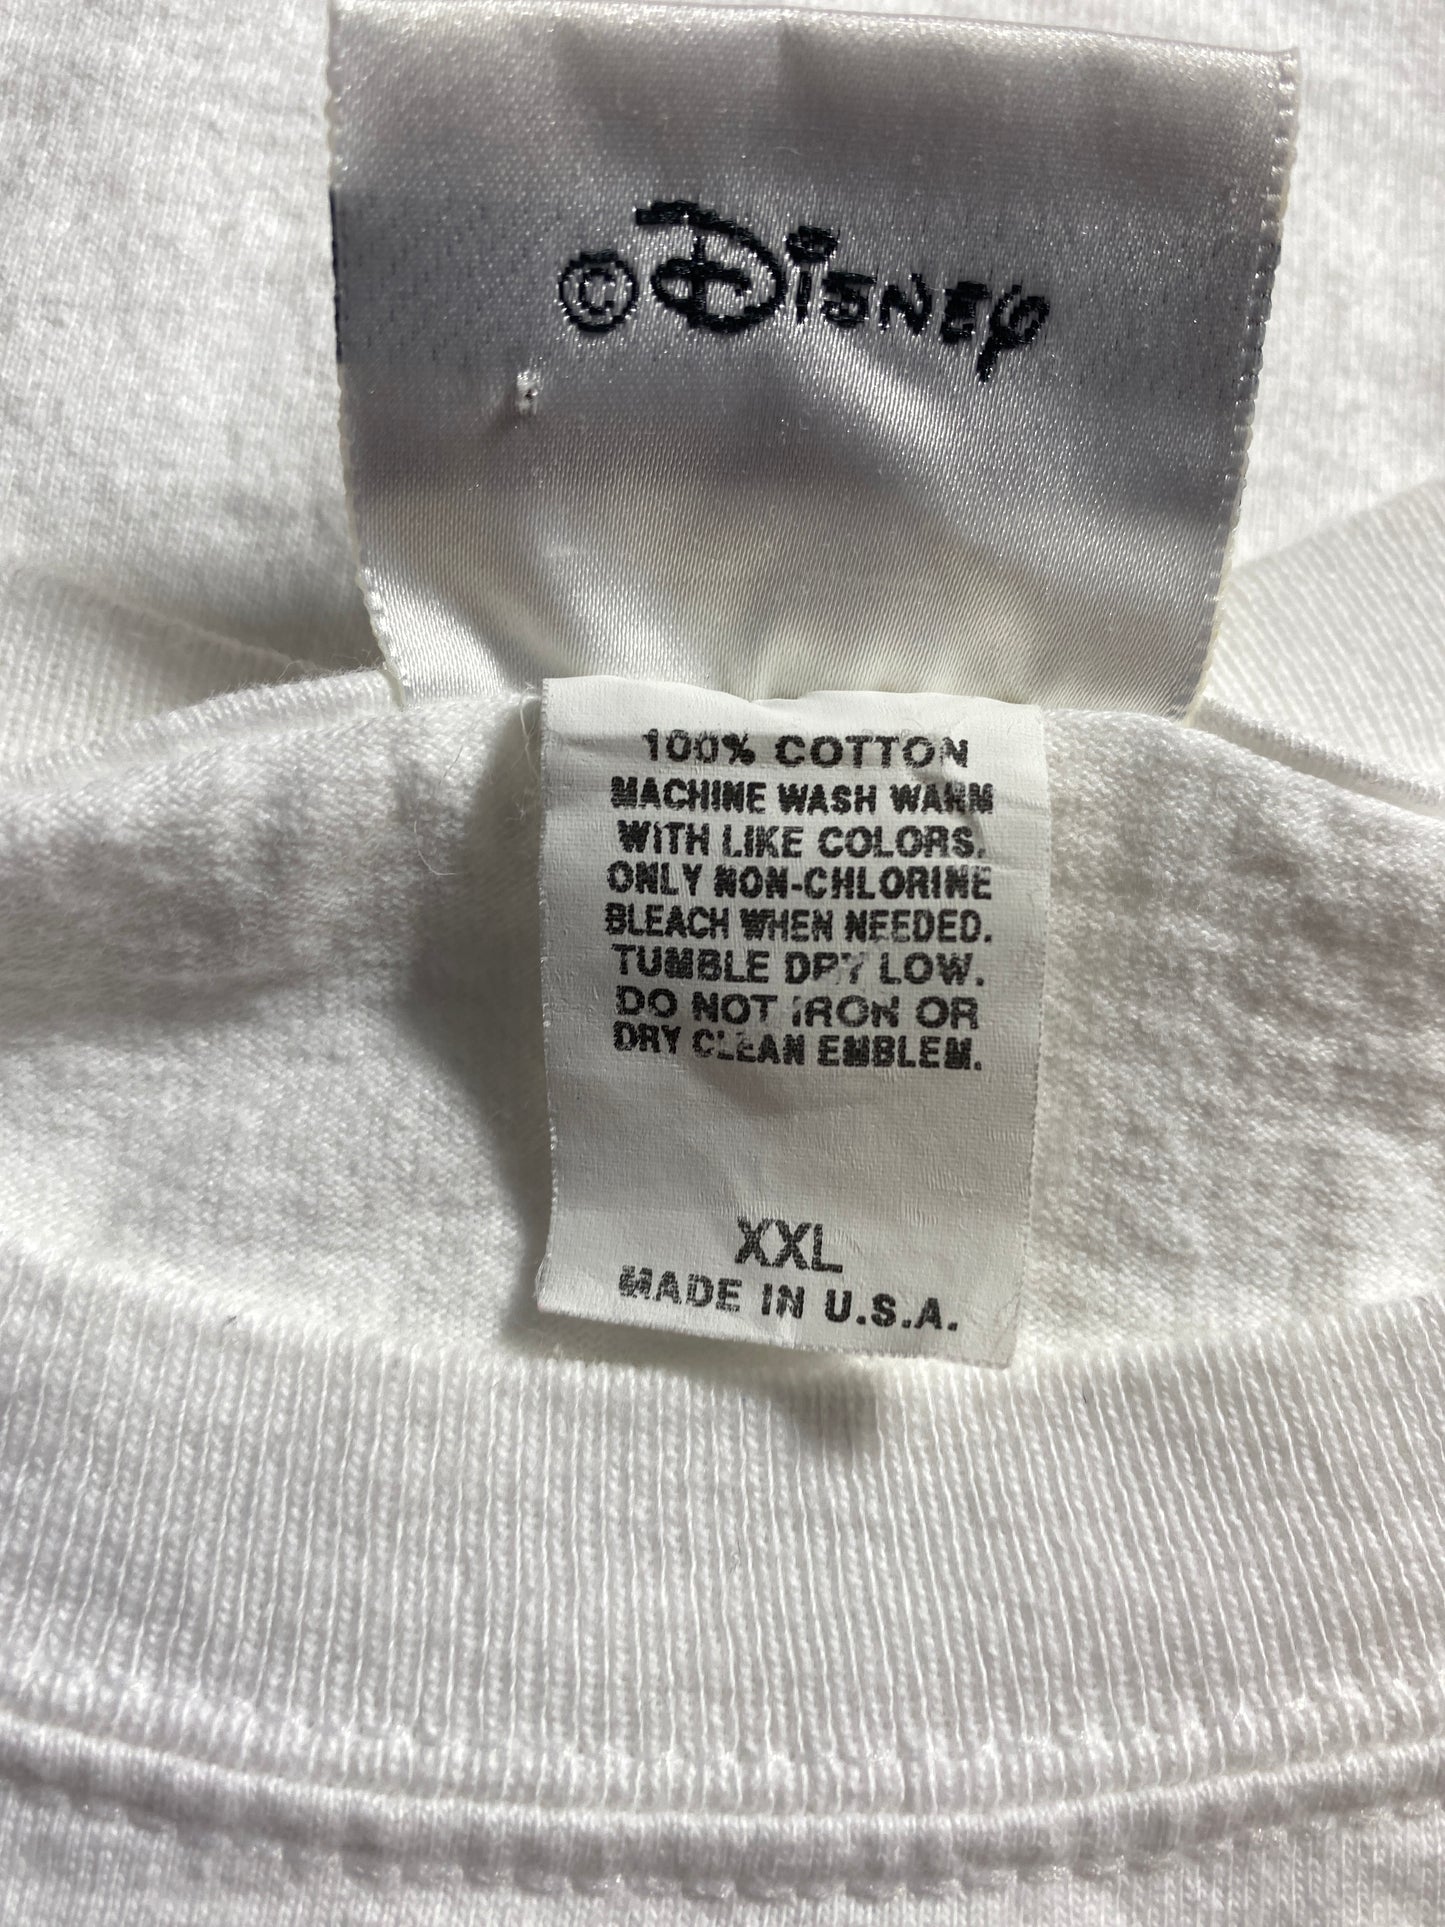 © Disney
100% COTTON
MACHINE WASH WARM
WITH LIKE COLORS.
ONLY NON-CHLORINE
BLEACH WHEN NEEDED.
TUMBLE DRY LOW.
DO NOT IRON OR
DRY CLEAN EMBLEM.
XXL
MADE IN U.S.A.